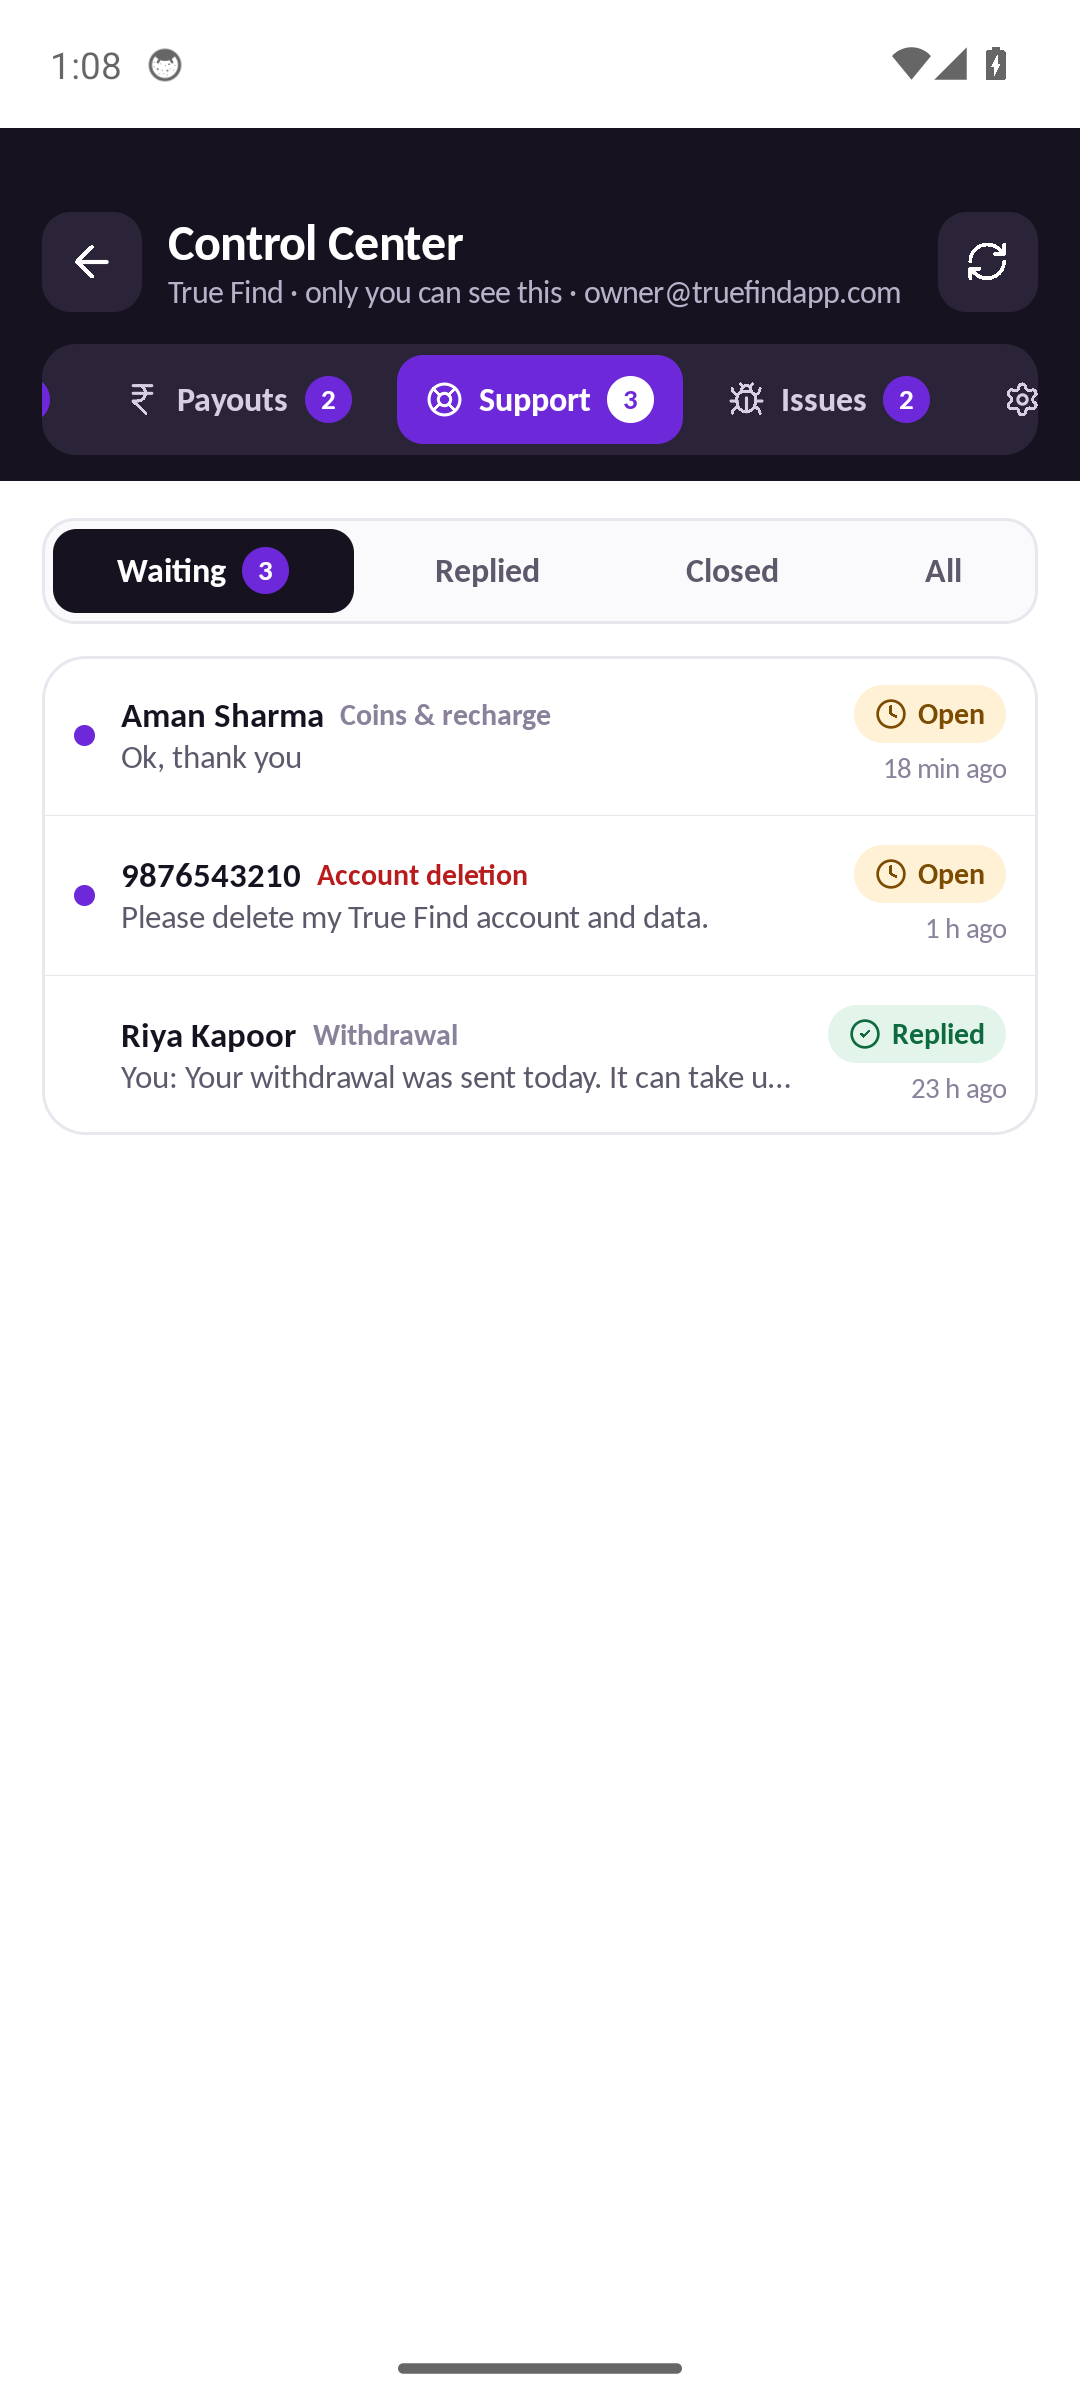 1:08
Control Center
True Find · only you can see this · owner@truefindapp.com
Payouts 2 Support 3 Issues 2
Waiting 3 Replied Closed All
Aman Sharma Coins & recharge Open
Ok, thank you
18 min ago
9876543210 Account deletion Open
Please delete my True Find account and data.
1 h ago
Riya Kapoor Withdrawal Replied
You: Your withdrawal was sent today. It can take u...
23 h ago